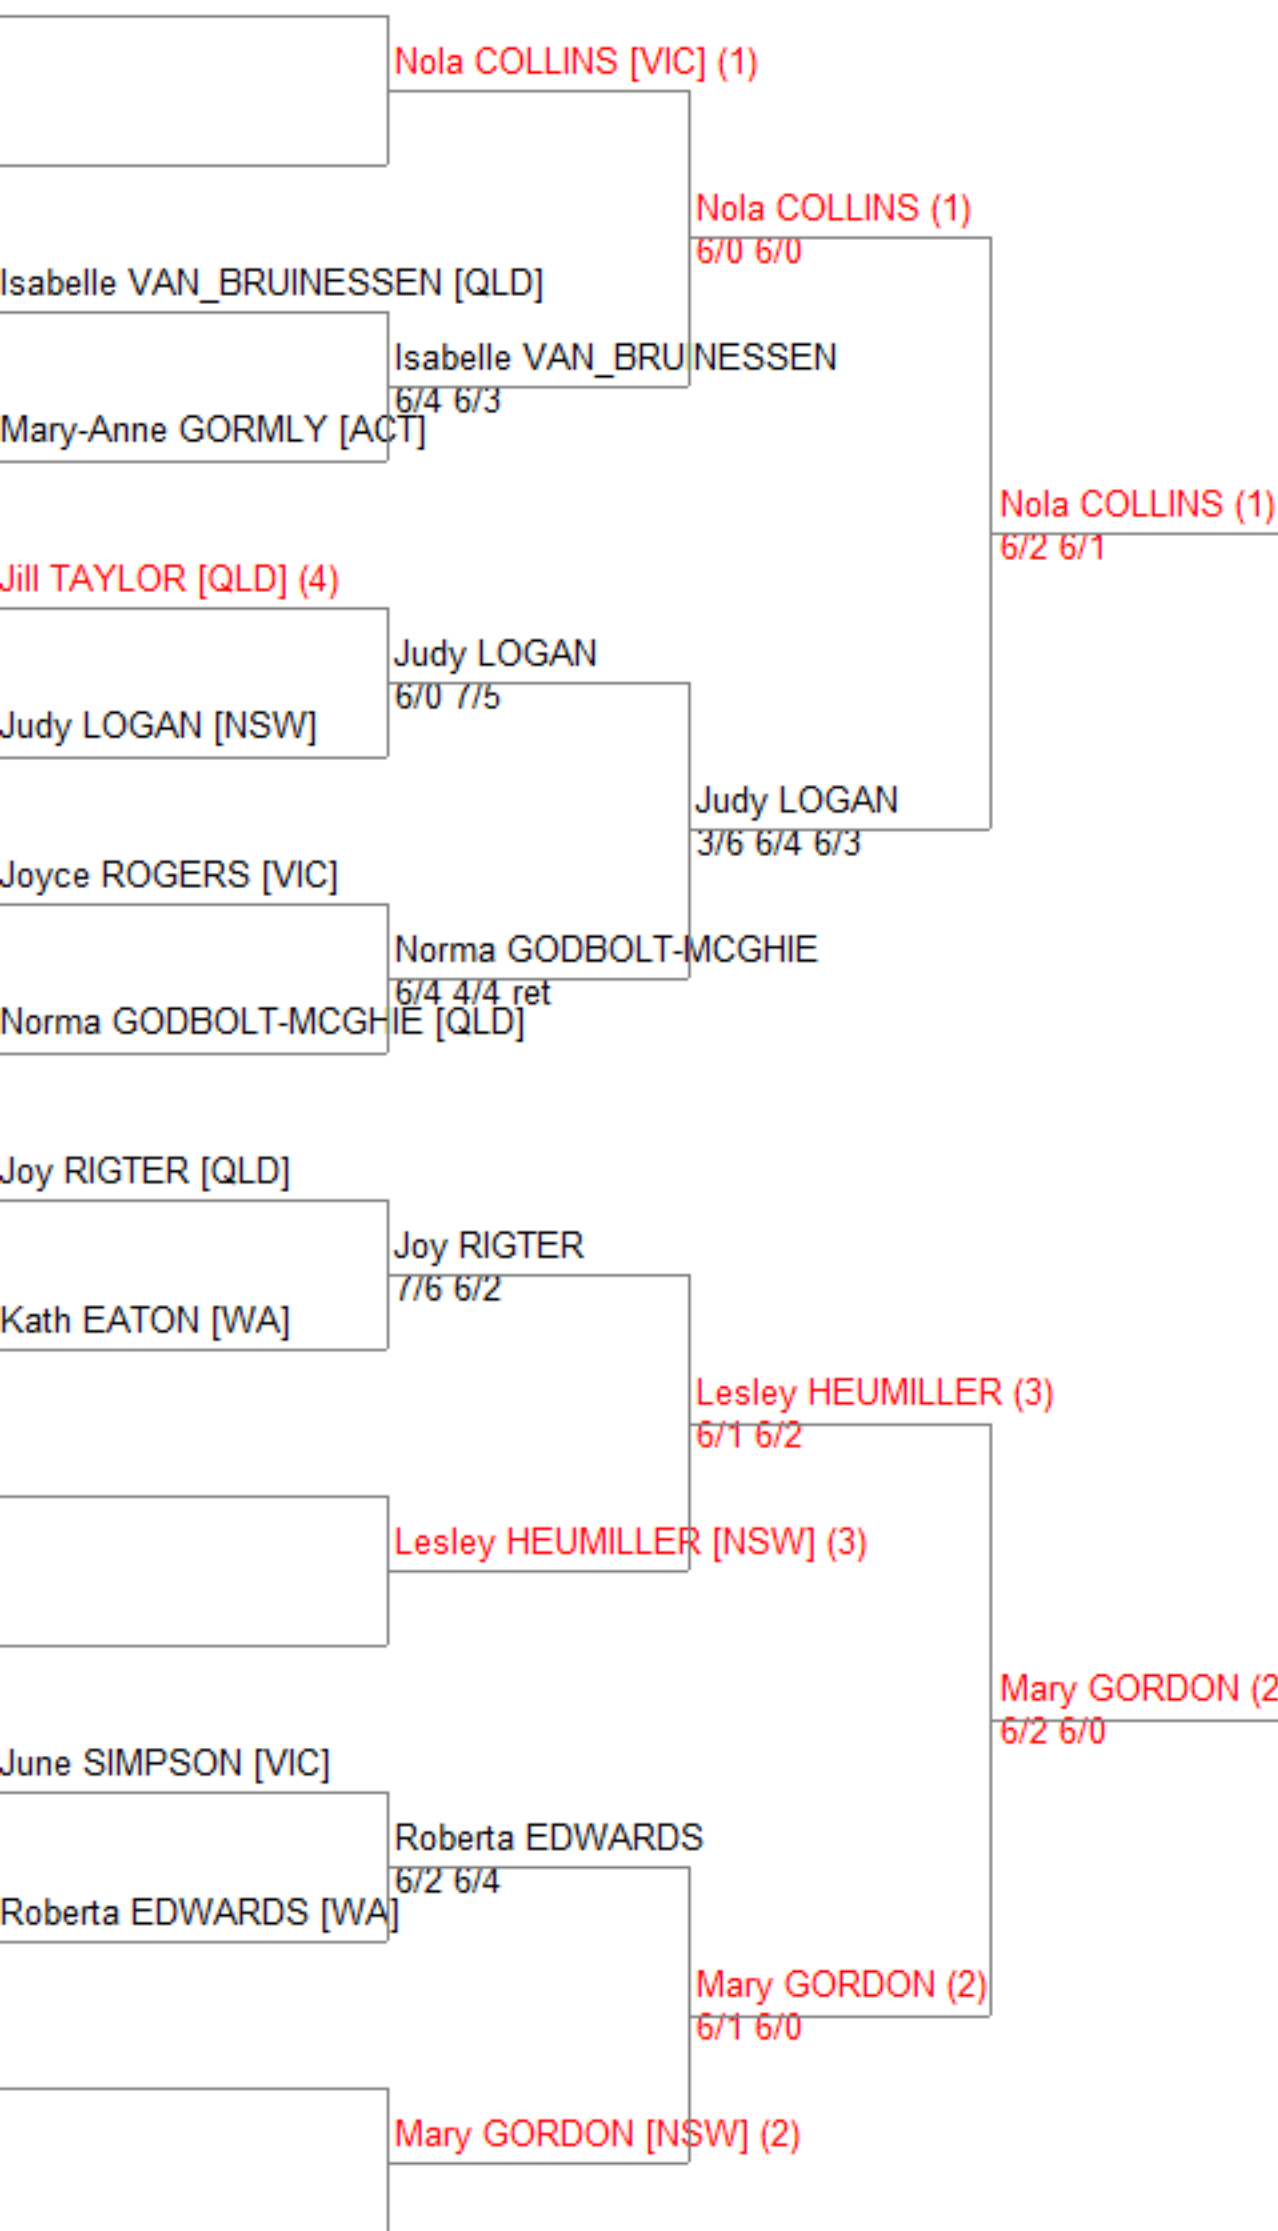 Nola COLLINS [VIC] (1)
Nola COLLINS (1)
6/0 6/0
Isabelle VAN_BRUINESSEN [QLD]
Isabelle VAN_BRUINESSEN
6/4 6/3
Mary-Anne GORMLY [ACT]
Nola COLLINS (1)
6/2 6/1
Jill TAYLOR [QLD] (4)
Judy LOGAN
6/0 7/5
Judy LOGAN [NSW]
Judy LOGAN
3/6 6/4 6/3
Joyce ROGERS [VIC]
Norma GODBOLT-MCGHIE
6/4 4/4 ret
Norma GODBOLT-MCGHIE [QLD]
Joy RIGTER [QLD]
Joy RIGTER
7/6 6/2
Kath EATON [WA]
Lesley HEUMILLER (3)
6/1 6/2
Lesley HEUMILLER [NSW] (3)
Mary GORDON (2
6/2 6/0
June SIMPSON [VIC]
Roberta EDWARDS
6/2 6/4
Roberta EDWARDS [WA]
Mary GORDON (2)
6/1 6/0
Mary GORDON [NSW] (2)